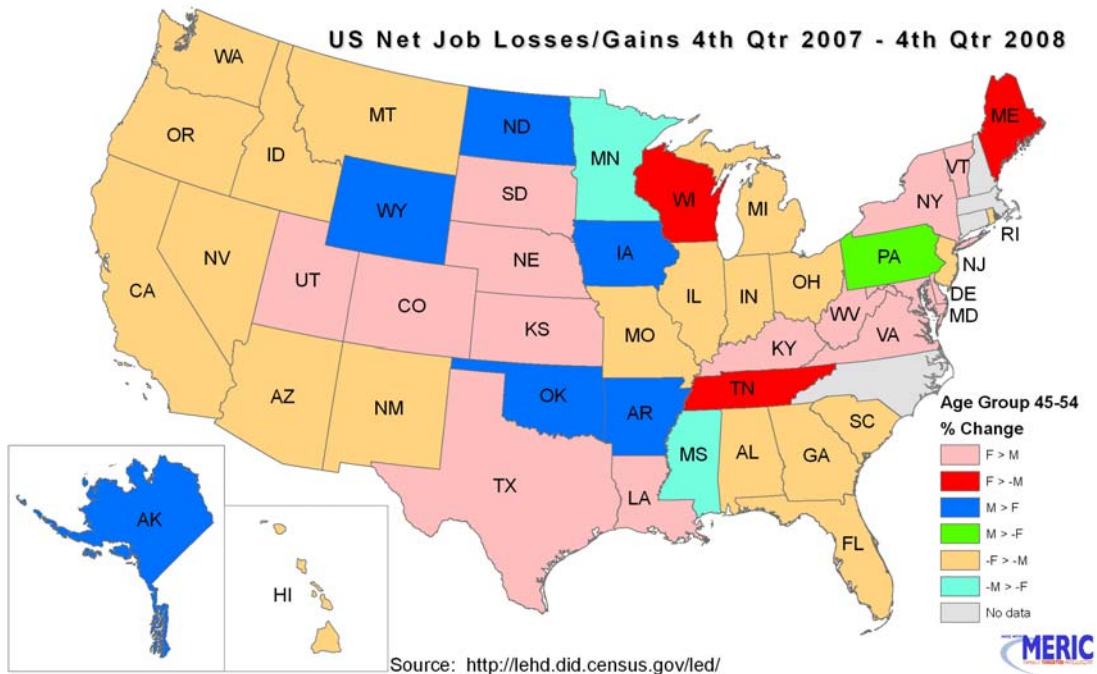 US Net Job Losses/Gains 4th Qtr 2007 - 4th Qtr 2008
WA
MT
ND
MN
ME
OR
ID
VT
SD
WI
NY
WY
MI
RI
IA
PA
NE
NJ
NV
OH
UT
IL
IN
DE
CA
CO
MD
WV
KS
MO
VA
KY
AZ
OK
TN
NM
AR
SC
MS
AL
GA
TX
LA
FL
AK
HI
Age Group 45-54
% Change
F > M
F > -M
M > F
M > -F
-F > -M
-M > -F
No data
MERIC
Source: http://lehd.did.census.gov/led/